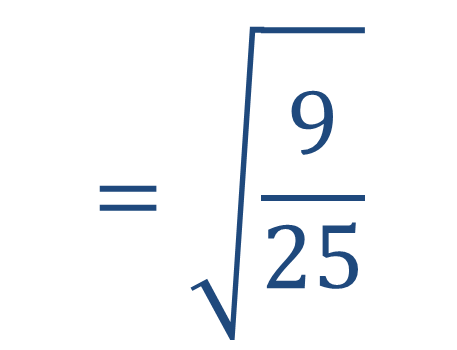 = √(9/25)